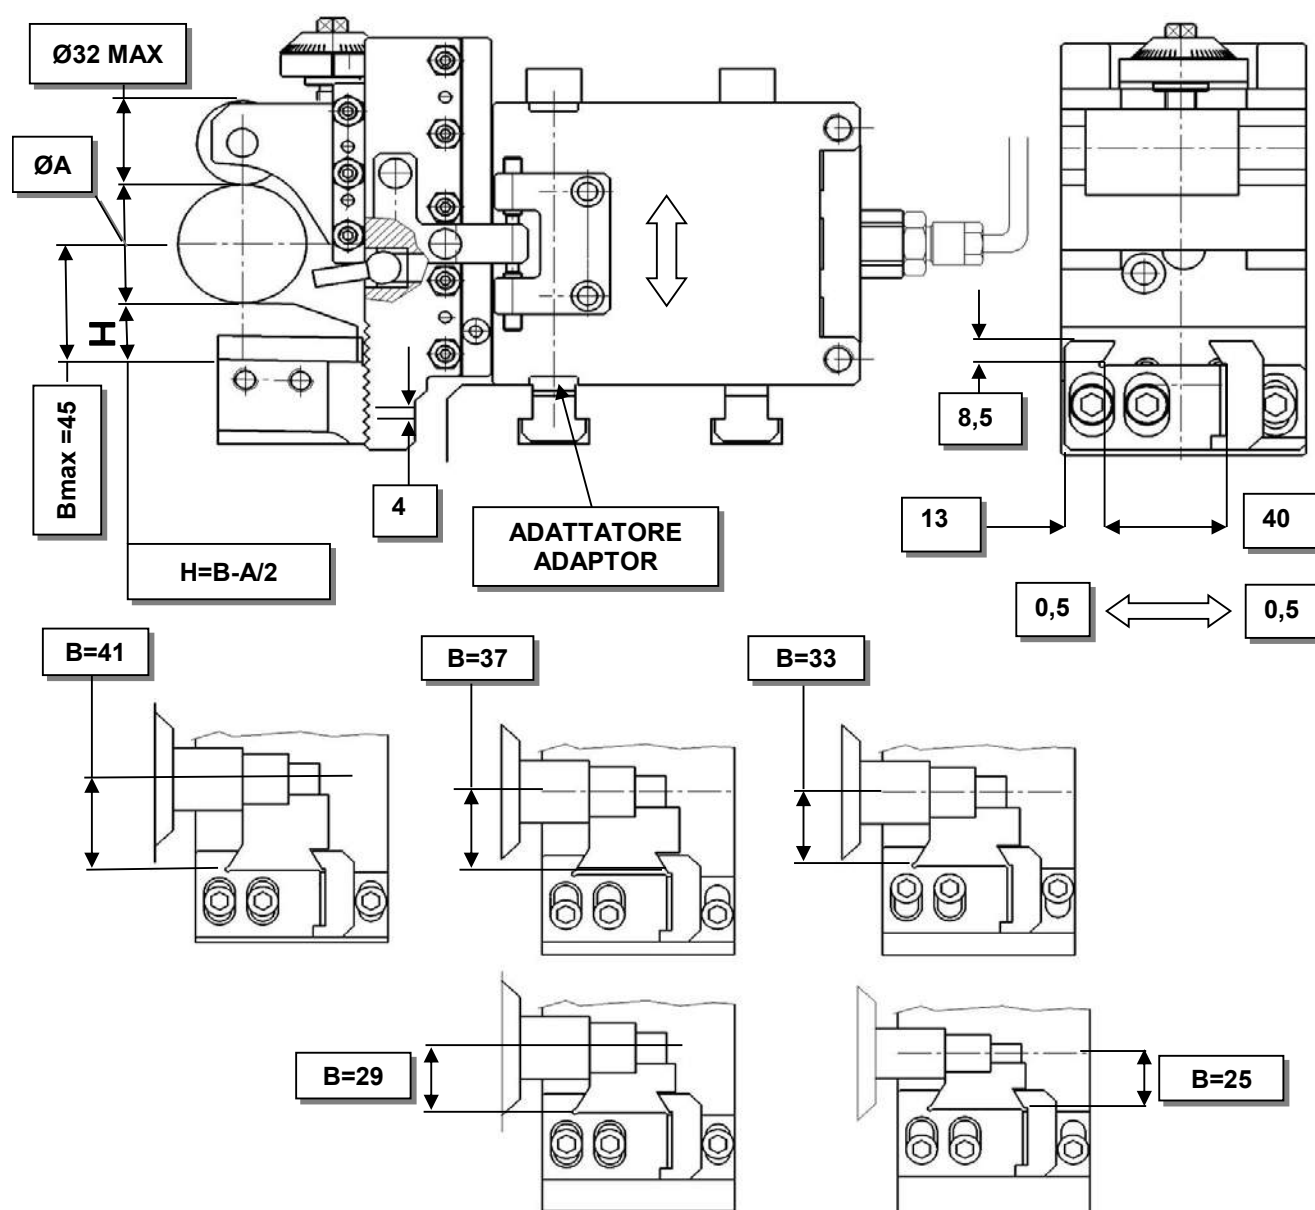 Ø32 MAX
ØA
H
Bmax =45
H=B-A/2
4
ADATTATORE
ADAPTOR
8,5
13
40
0,5
0,5
B=41
B=37
B=33
B=29
B=25